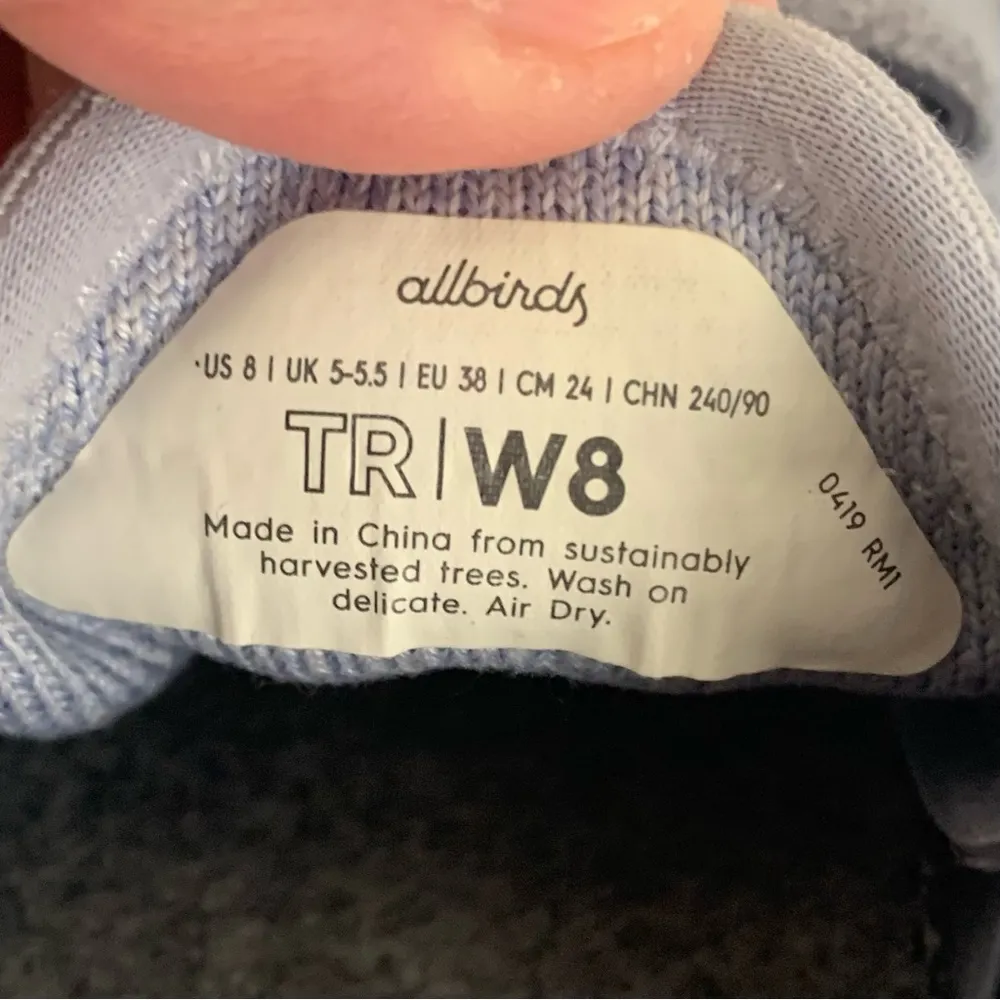 allbirds
·US 8 | UK 5-5.5 | EU 38 | CM 24 | CHN 240/90
TR | W8
Made in China from sustainably
harvested trees. Wash on
delicate. Air Dry.
0419 RM1